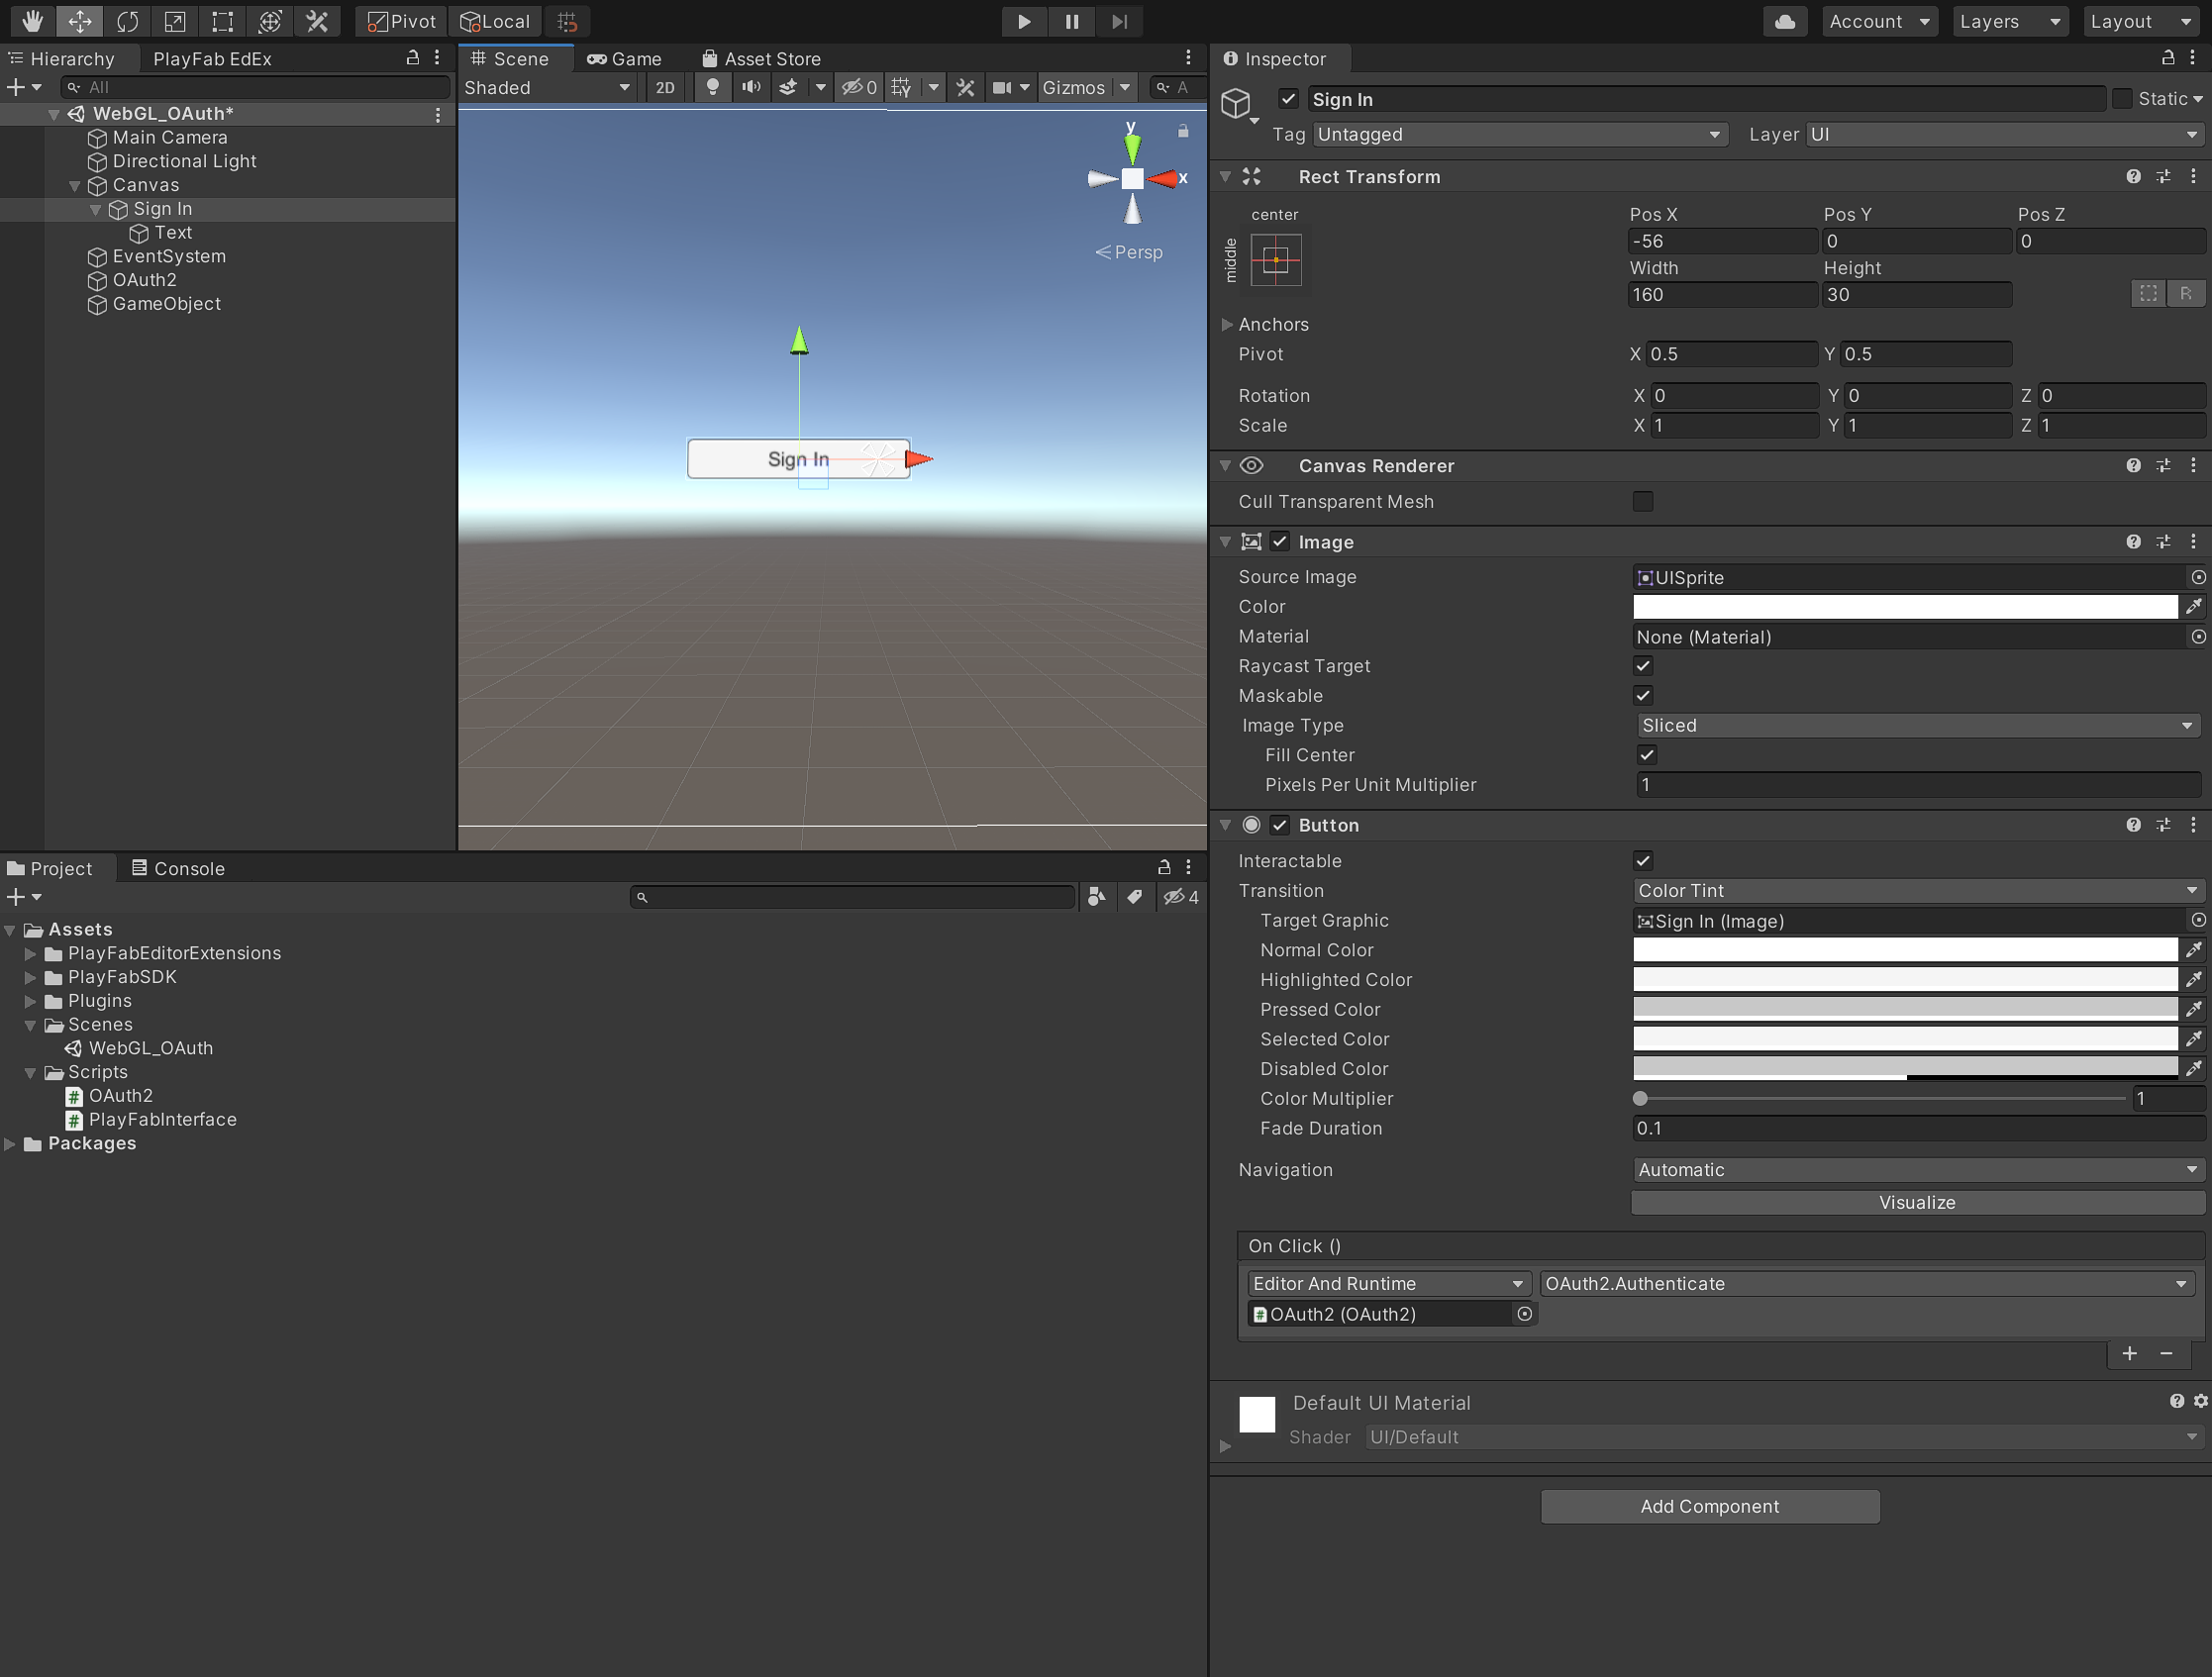 Pivot Local Account Layers Layout
Hierarchy PlayFab EdEx
All
WebGL_OAuth*
Main Camera
Directional Light
Canvas
Sign In
Text
EventSystem
OAuth2
GameObject
Scene Game Asset Store
Shaded 2D 0 Gizmos A
y
x
Persp
Sign In
Project Console
4
Assets
PlayFabEditorExtensions
PlayFabSDK
Plugins
Scenes
WebGL_OAuth
Scripts
OAuth2
PlayFabInterface
Packages
Inspector
Sign In Static
Tag Untagged Layer UI
Rect Transform
center
middle
Pos X Pos Y Pos Z
-56 0 0
Width Height
160 30 R
Anchors
Pivot X 0.5 Y 0.5
Rotation X 0 Y 0 Z 0
Scale X 1 Y 1 Z 1
Canvas Renderer
Cull Transparent Mesh
Image
Source Image UISprite
Color
Material None (Material)
Raycast Target
Maskable
Image Type Sliced
Fill Center
Pixels Per Unit Multiplier 1
Button
Interactable
Transition Color Tint
Target Graphic Sign In (Image)
Normal Color
Highlighted Color
Pressed Color
Selected Color
Disabled Color
Color Multiplier 1
Fade Duration 0.1
Navigation Automatic
Visualize
On Click ()
Editor And Runtime OAuth2.Authenticate
OAuth2 (OAuth2)
+ −
Default UI Material
Shader UI/Default
Add Component